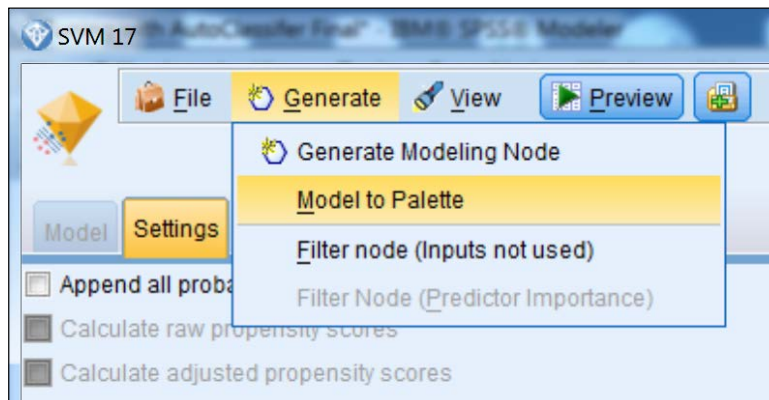 SVM 17
File Generate View Preview
Generate Modeling Node
Model to Palette
Model Settings
Filter node (Inputs not used)
Append all proba
Filter Node (Predictor Importance)
Calculate raw propensity scores
Calculate adjusted propensity scores